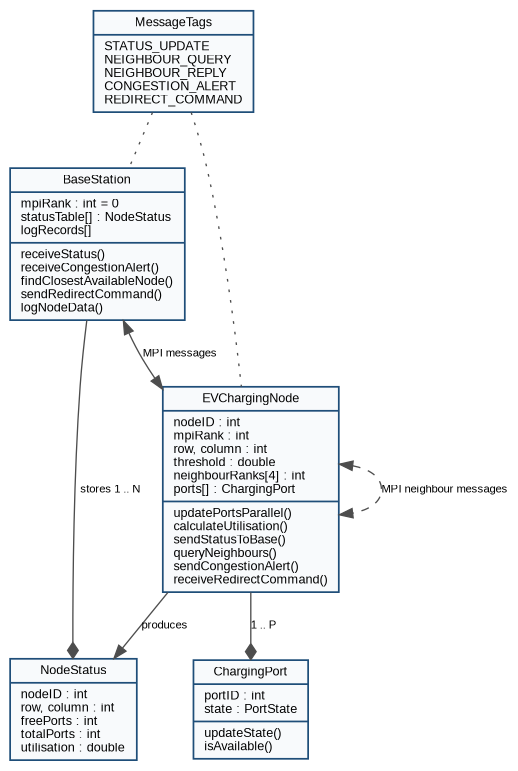 MessageTags
STATUS_UPDATE
NEIGHBOUR_QUERY
NEIGHBOUR_REPLY
CONGESTION_ALERT
REDIRECT_COMMAND
BaseStation
mpiRank : int = 0
statusTable[] : NodeStatus
logRecords[]
receiveStatus()
receiveCongestionAlert()
findClosestAvailableNode()
sendRedirectCommand()
logNodeData()
MPI messages
EVChargingNode
nodeID : int
mpiRank : int
row, column : int
threshold : double
neighbourRanks[4] : int
ports[] : ChargingPort
updatePortsParallel()
calculateUtilisation()
sendStatusToBase()
queryNeighbours()
sendCongestionAlert()
receiveRedirectCommand()
MPI neighbour messages
stores 1 .. N
produces
1 .. P
NodeStatus
nodeID : int
row, column : int
freePorts : int
totalPorts : int
utilisation : double
ChargingPort
portID : int
state : PortState
updateState()
isAvailable()